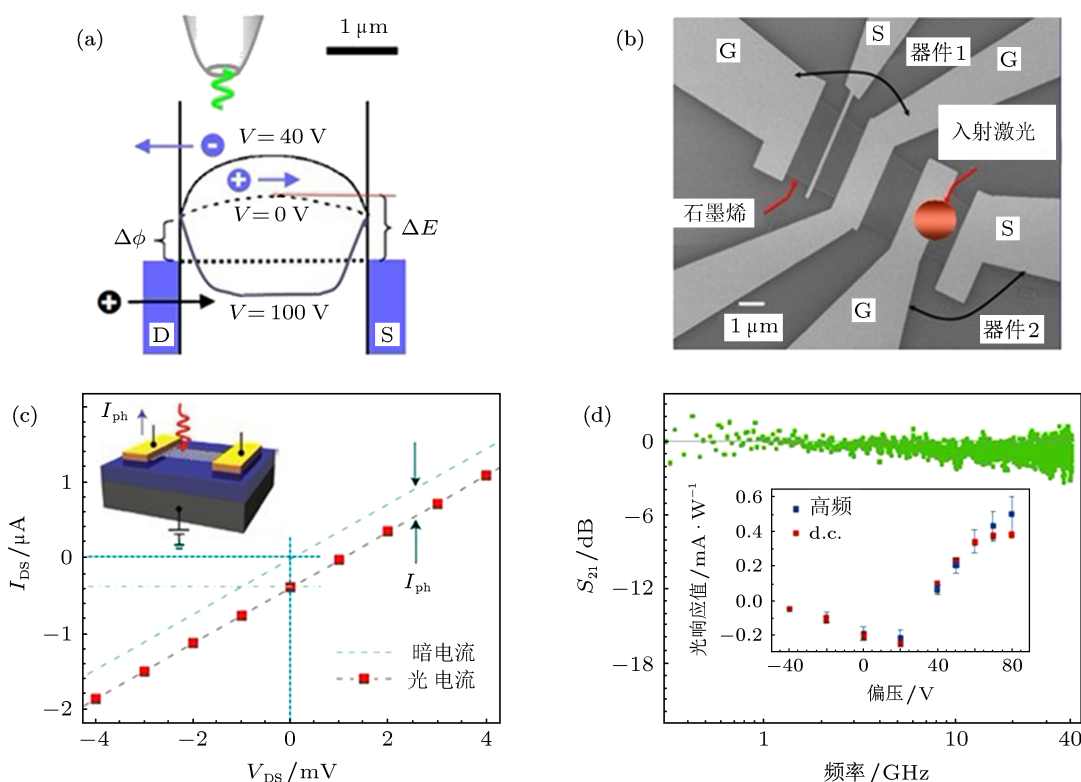 (a)
1 μm
V = 40 V
V = 0 V
Δϕ
ΔE
V = 100 V
D
S
(b)
G
S
器件1
G
入射激光
石墨烯
S
G
1 μm
器件2
(c)
I_ph
I_DS/μA
1
0
−1
−2
I_ph
暗电流
光电流
−4
−2
0
2
4
V_DS/mV
(d)
S_21/dB
0
−6
−12
−18
光响应值/mA·W⁻¹
0.6
0.4
0.2
0.0
−0.2
高频
d.c.
−40
0
40
80
偏压/V
1
10
40
频率/GHz